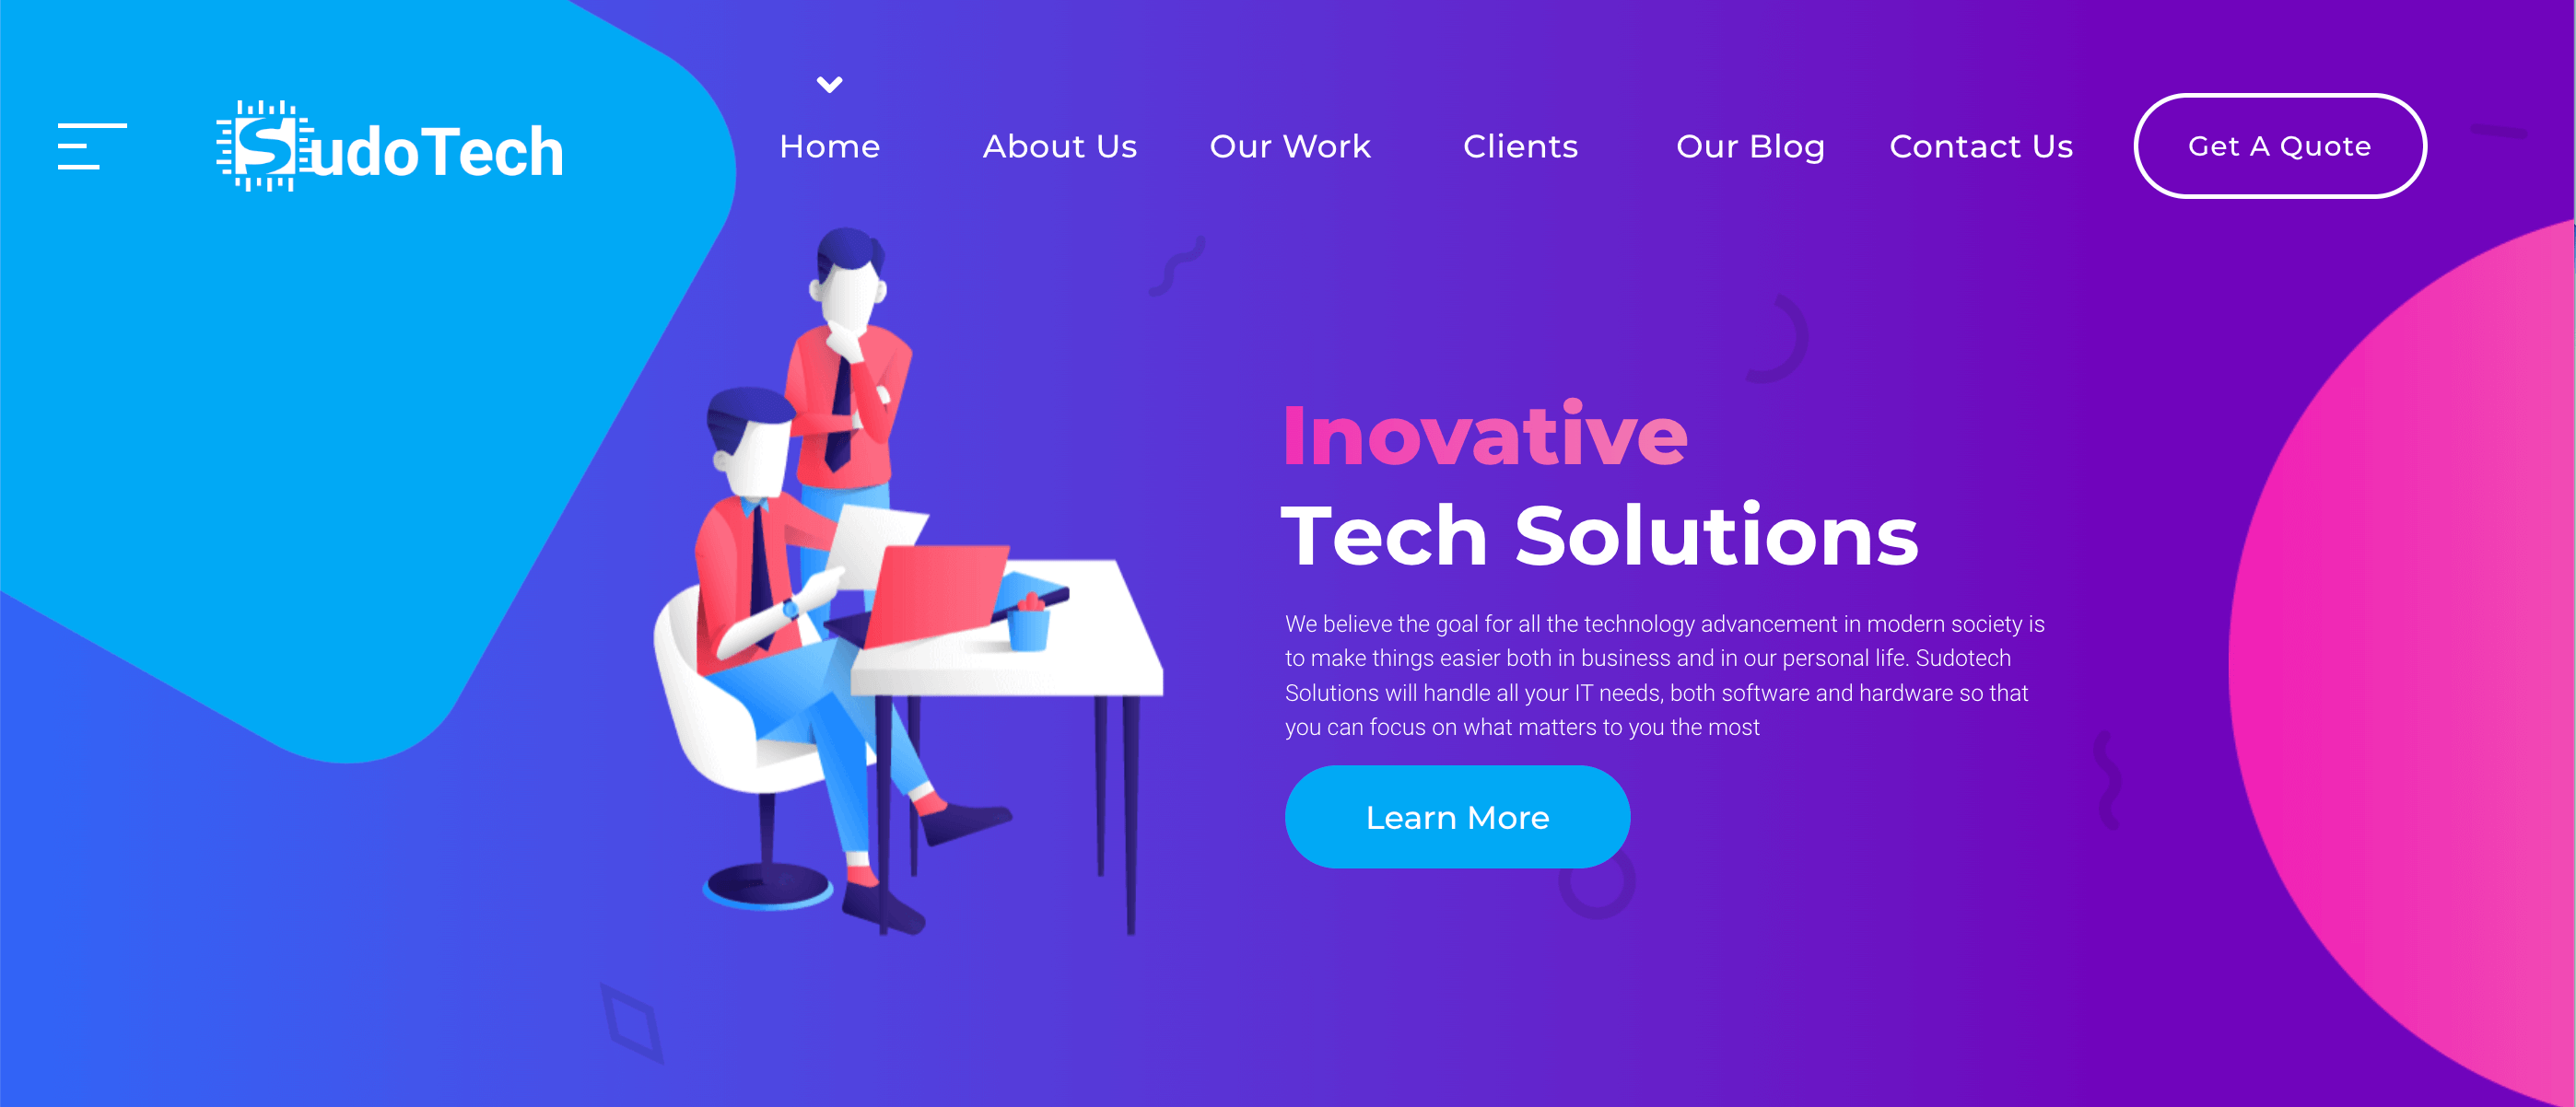 SudoTech
Home About Us Our Work Clients Our Blog Contact Us Get A Quote
Inovative
Tech Solutions
We believe the goal for all the technology advancement in modern society is
to make things easier both in business and in our personal life. Sudotech
Solutions will handle all your IT needs, both software and hardware so that
you can focus on what matters to you the most
Learn More